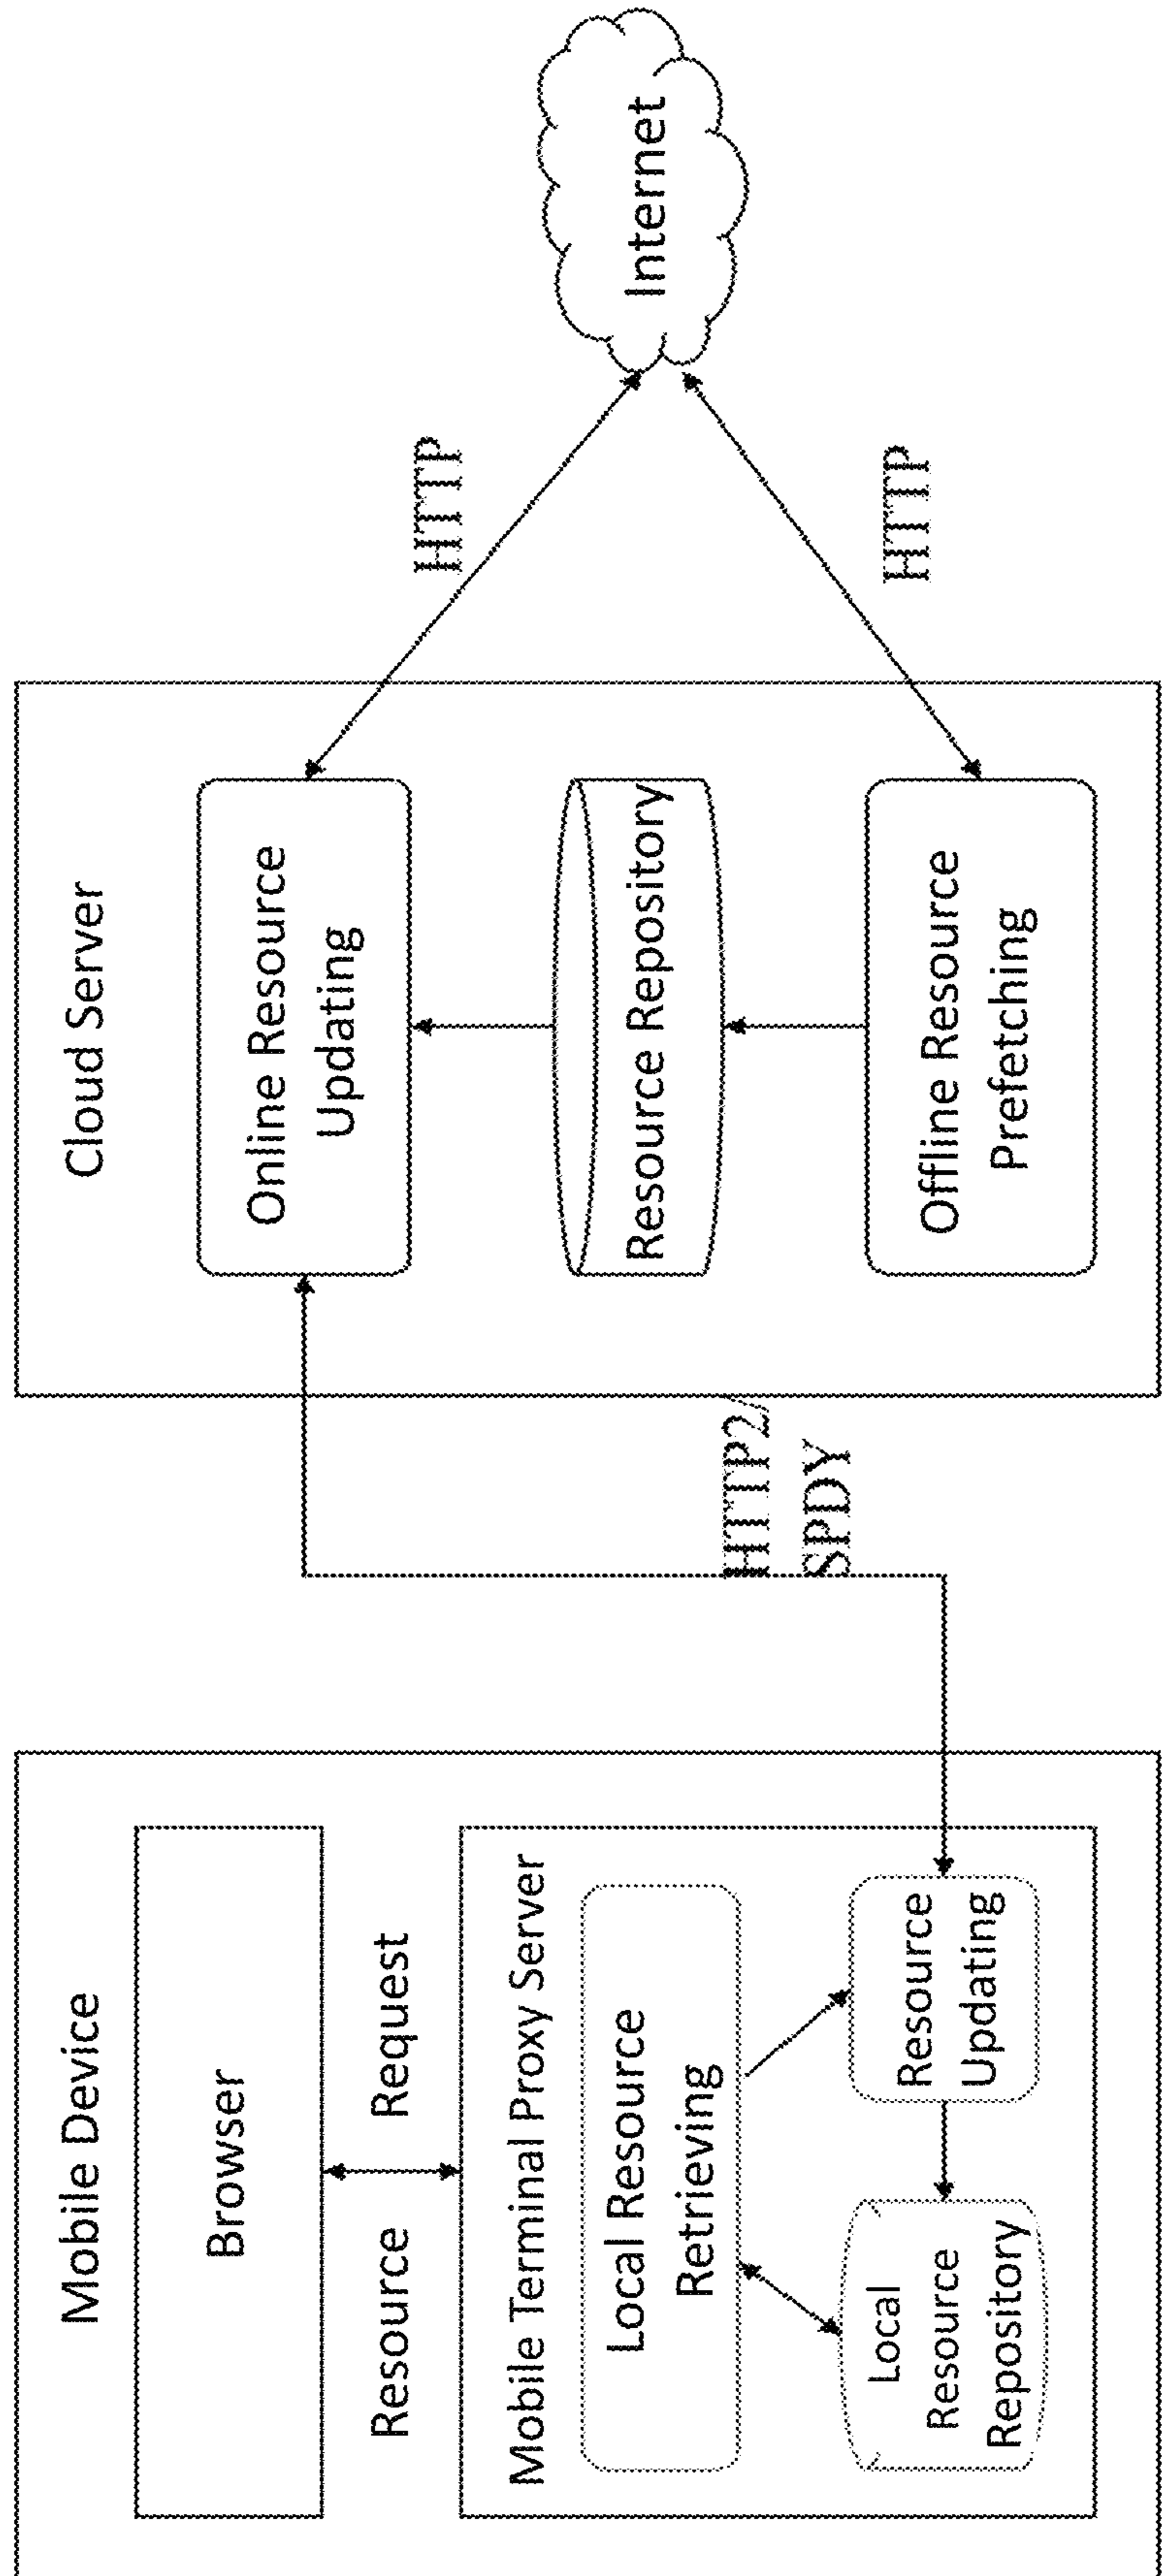 Mobile Device
Browser
Resource
Request
Mobile Terminal Proxy Server
Local Resource
Retrieving
Local
Resource
Repository
Resource
Updating
HTTP2/
SPDY
Cloud Server
Online Resource
Updating
Resource Repository
Offline Resource
Prefetching
HTTP
HTTP
Internet